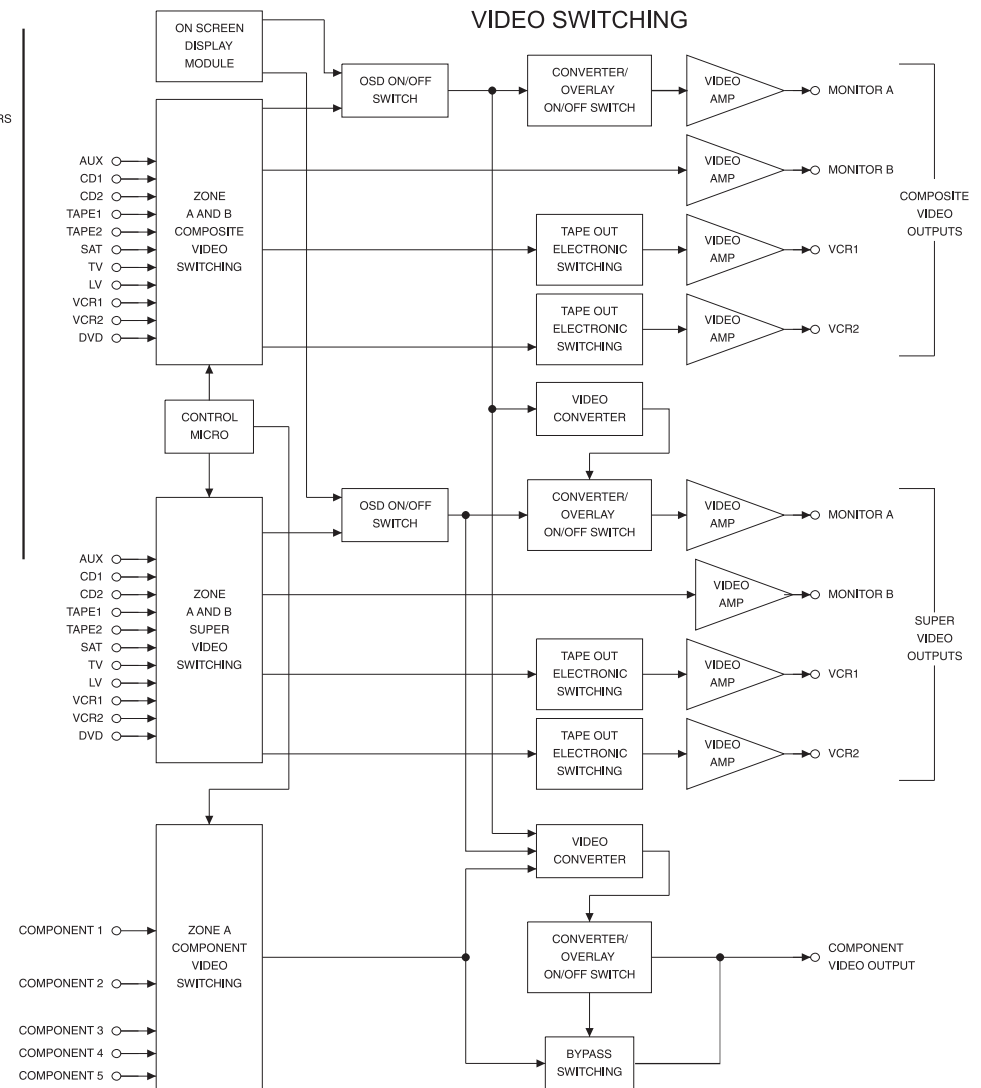 VIDEO SWITCHING
ON SCREEN
DISPLAY
MODULE
OSD ON/OFF
SWITCH
CONVERTER/
OVERLAY
ON/OFF SWITCH
VIDEO
AMP
MONITOR A
RS
AUX
CD1
CD2
TAPE1
TAPE2
SAT
TV
LV
VCR1
VCR2
DVD
ZONE
A AND B
COMPOSITE
VIDEO
SWITCHING
VIDEO
AMP
MONITOR B
TAPE OUT
ELECTRONIC
SWITCHING
VIDEO
AMP
VCR1
TAPE OUT
ELECTRONIC
SWITCHING
VIDEO
AMP
VCR2
COMPOSITE
VIDEO
OUTPUTS
CONTROL
MICRO
VIDEO
CONVERTER
OSD ON/OFF
SWITCH
CONVERTER/
OVERLAY
ON/OFF SWITCH
VIDEO
AMP
MONITOR A
AUX
CD1
CD2
TAPE1
TAPE2
SAT
TV
LV
VCR1
VCR2
DVD
ZONE
A AND B
SUPER
VIDEO
SWITCHING
VIDEO
AMP
MONITOR B
TAPE OUT
ELECTRONIC
SWITCHING
VIDEO
AMP
VCR1
TAPE OUT
ELECTRONIC
SWITCHING
VIDEO
AMP
VCR2
SUPER
VIDEO
OUTPUTS
VIDEO
CONVERTER
COMPONENT 1
COMPONENT 2
COMPONENT 3
COMPONENT 4
COMPONENT 5
ZONE A
COMPONENT
VIDEO
SWITCHING
CONVERTER/
OVERLAY
ON/OFF SWITCH
COMPONENT
VIDEO OUTPUT
BYPASS
SWITCHING